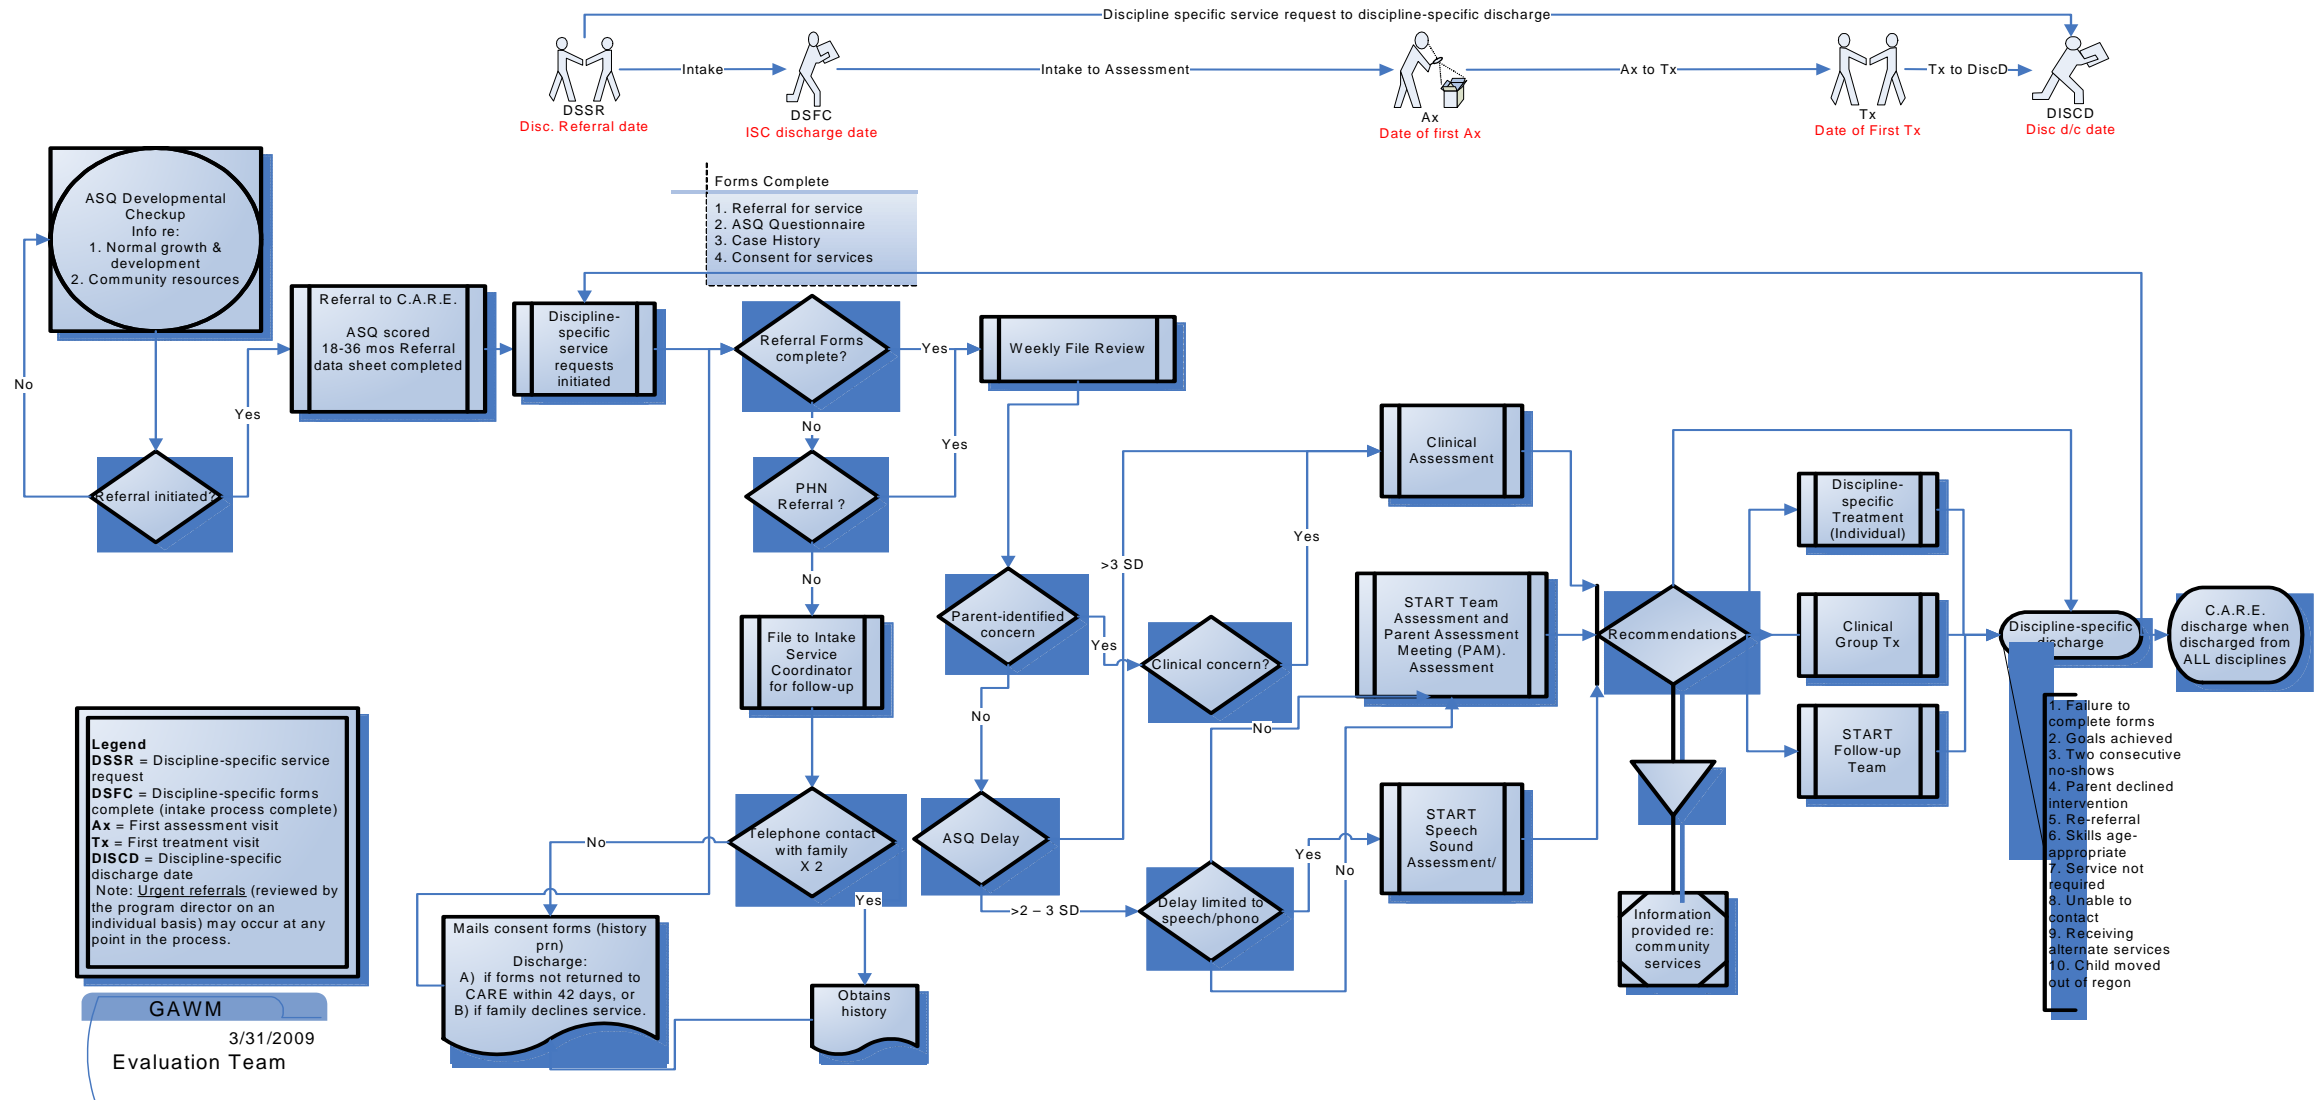 Discipline specific service request to discipline-specific discharge
Intake
Intake to Assessment
Ax to Tx
Tx to DiscD
DSSR
Disc. Referral date
DSFC
ISC discharge date
Ax
Date of first Ax
Tx
Date of First Tx
DISCD
Disc d/c date
ASQ Developmental
Checkup
Info re:
1. Normal growth &
development
2. Community resources
No
Referral initiated?
Yes
Referral to C.A.R.E.
ASQ scored
18-36 mos Referral
data sheet completed
Discipline-
specific
service
requests
initiated
Forms Complete
1. Referral for service
2. ASQ Questionnaire
3. Case History
4. Consent for services
Referral Forms
complete?
Yes
Weekly File Review
No
PHN
Referral ?
Yes
No
File to Intake
Service
Coordinator
for follow-up
Telephone contact
with family
X 2
No
Yes
Mails consent forms (history
prn)
Discharge:
A)  if forms not returned to
CARE within 42 days, or
B) if family declines service.
Obtains
history
Parent-identified
concern
Yes
No
Clinical concern?
Yes
No
ASQ Delay
>3 SD
>2 – 3 SD
Delay limited to
speech/phono
Yes
No
Clinical
Assessment
START Team
Assessment and
Parent Assessment
Meeting (PAM).
Assessment
START
Speech
Sound
Assessment/
Recommendations
Information
provided re:
community
services
Discipline-
specific
Treatment
(Individual)
Clinical
Group Tx
START
Follow-up
Team
Discipline-specific
discharge
C.A.R.E.
discharge when
discharged from
ALL disciplines
1. Failure to
complete forms
2. Goals achieved
3. Two consecutive
no-shows
4. Parent declined
intervention
5. Re-referral
6. Skills age-
appropriate
7. Service not
required
8. Unable to
contact
9. Receiving
alternate services
10. Child moved
out of regon
Legend
DSSR = Discipline-specific service
request
DSFC = Discipline-specific forms
complete (intake process complete)
Ax = First assessment visit
Tx = First treatment visit
DISCD = Discipline-specific
discharge date
Note: Urgent referrals (reviewed by
the program director on an
individual basis) may occur at any
point in the process.
GAWM
3/31/2009
Evaluation Team